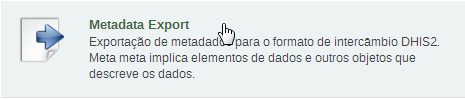 Metadata Export
Exportação de metadados para o formato de intercâmbio DHIS2.
Meta meta implica elementos de dados e outros objetos que
descreve os dados.